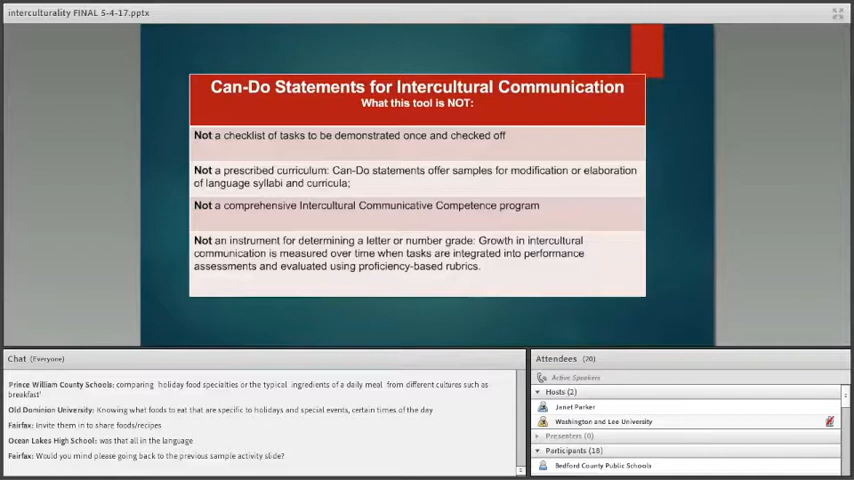 interculturality FINAL 5-4-17.pptx
Can-Do Statements for Intercultural Communication
What this tool is NOT:
Not a checklist of tasks to be demonstrated once and checked off
Not a prescribed curriculum: Can-Do statements offer samples for modification or elaboration
of language syllabi and curricula;
Not a comprehensive Intercultural Communicative Competence program
Not an instrument for determining a letter or number grade: Growth in intercultural
communication is measured over time when tasks are integrated into performance
assessments and evaluated using proficiency-based rubrics.
Chat (Everyone)
Prince William County Schools: comparing holiday food specialties or the typical ingredients of a daily meal from different cultures such as
breakfast'
Old Dominion University: Knowing what foods to eat that are specific to holidays and special events, certain times of the day
Fairfax: Invite them in to share foods/recipes
Ocean Lakes High School: was that all in the language
Fairfax: Would you mind please going back to the previous sample activity slide?
Attendees (20)
Active Speakers
Hosts (2)
Janet Parker
Washington and Lee University
Presenters (0)
Participants (18)
Bedford County Public Schools